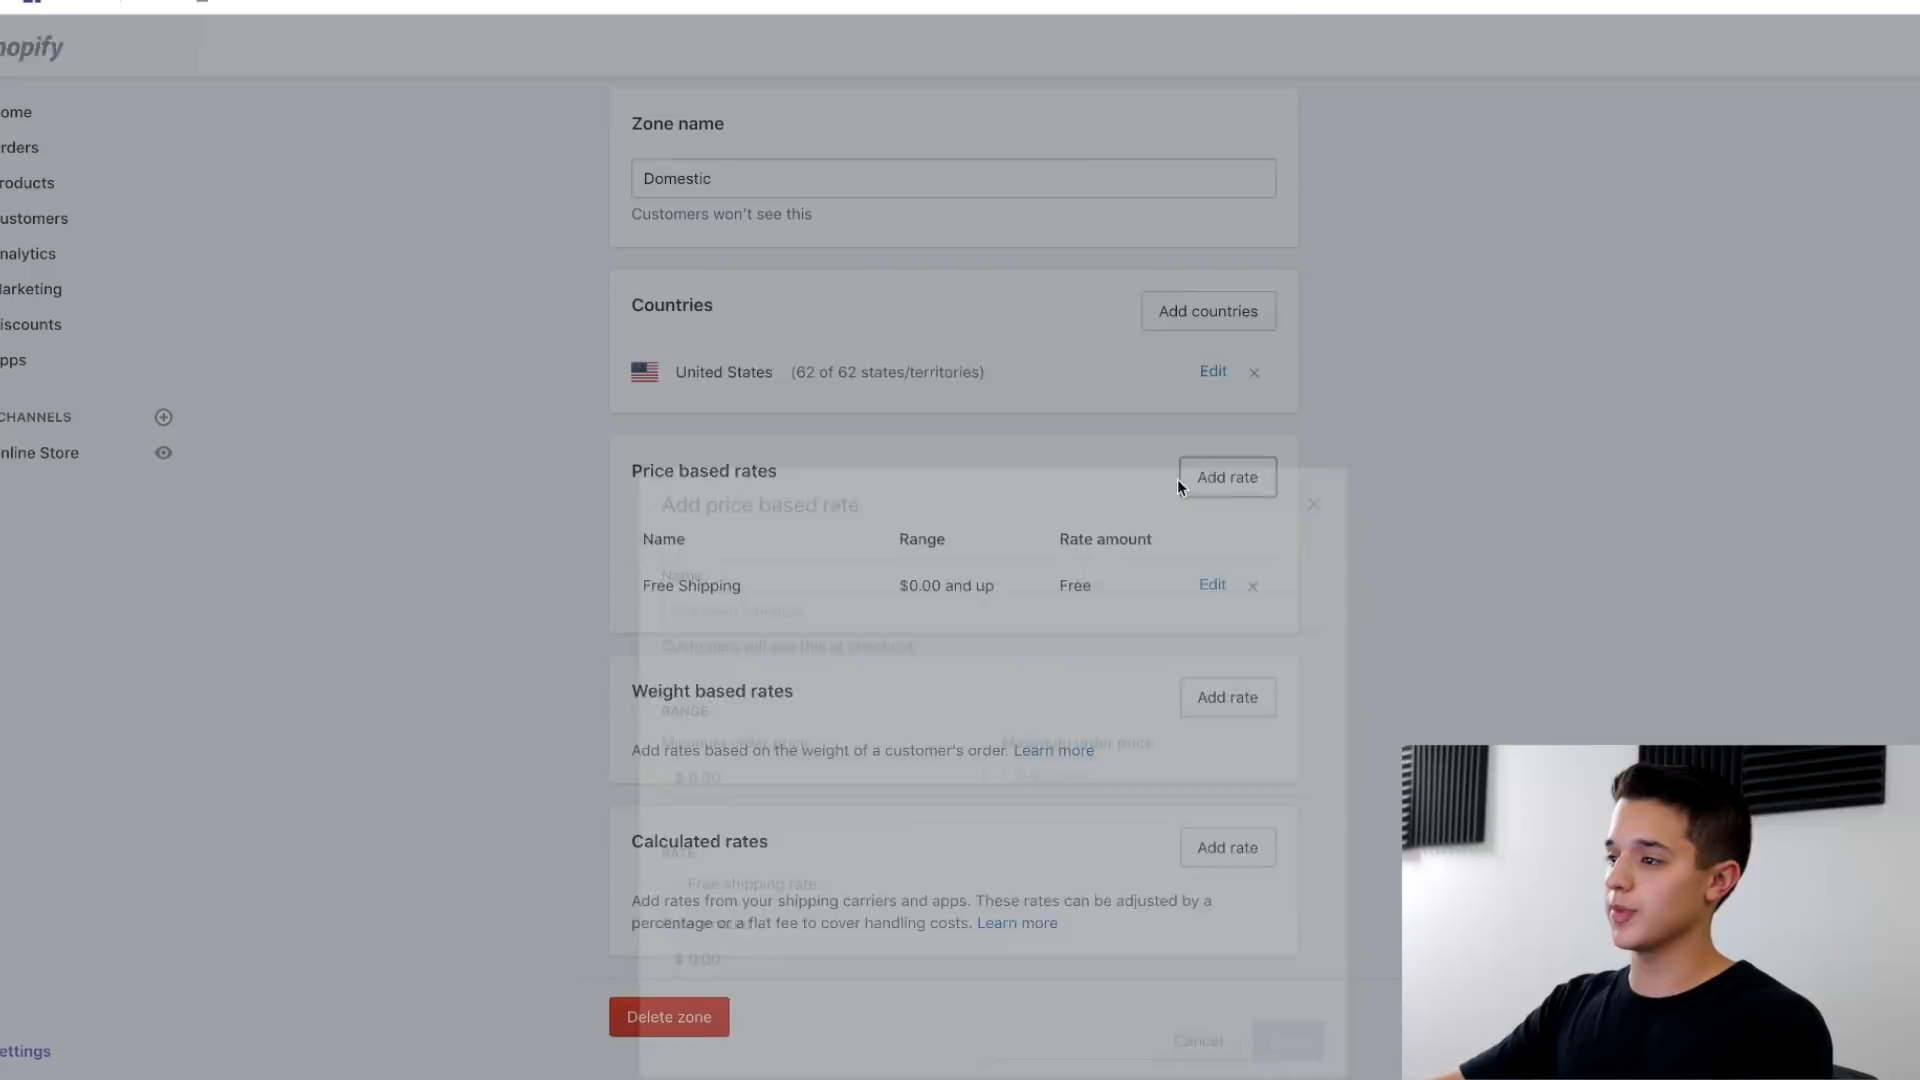 hopify
ome
rders
roducts
ustomers
nalytics
arketing
iscounts
pps
CHANNELS
nline Store
ettings
Zone name
Domestic
Customers won't see this
Countries
Add countries
United States (62 of 62 states/territories)
Edit
Price based rates
Add rate
Add price based rate
Name Range Rate amount
Name
Free Shipping $0.00 and up Free Edit
Customers will see this at checkout.
Weight based rates
Add rate
RANGE
Minimum order price Maximum order price
Add rates based on the weight of a customer's order. Learn more
$ 0.00
Calculated rates
Add rate
RATE
Free shipping rate
Add rates from your shipping carriers and apps. These rates can be adjusted by a
percentage or a flat fee to cover handling costs. Learn more
$ 0.00
Delete zone
Cancel